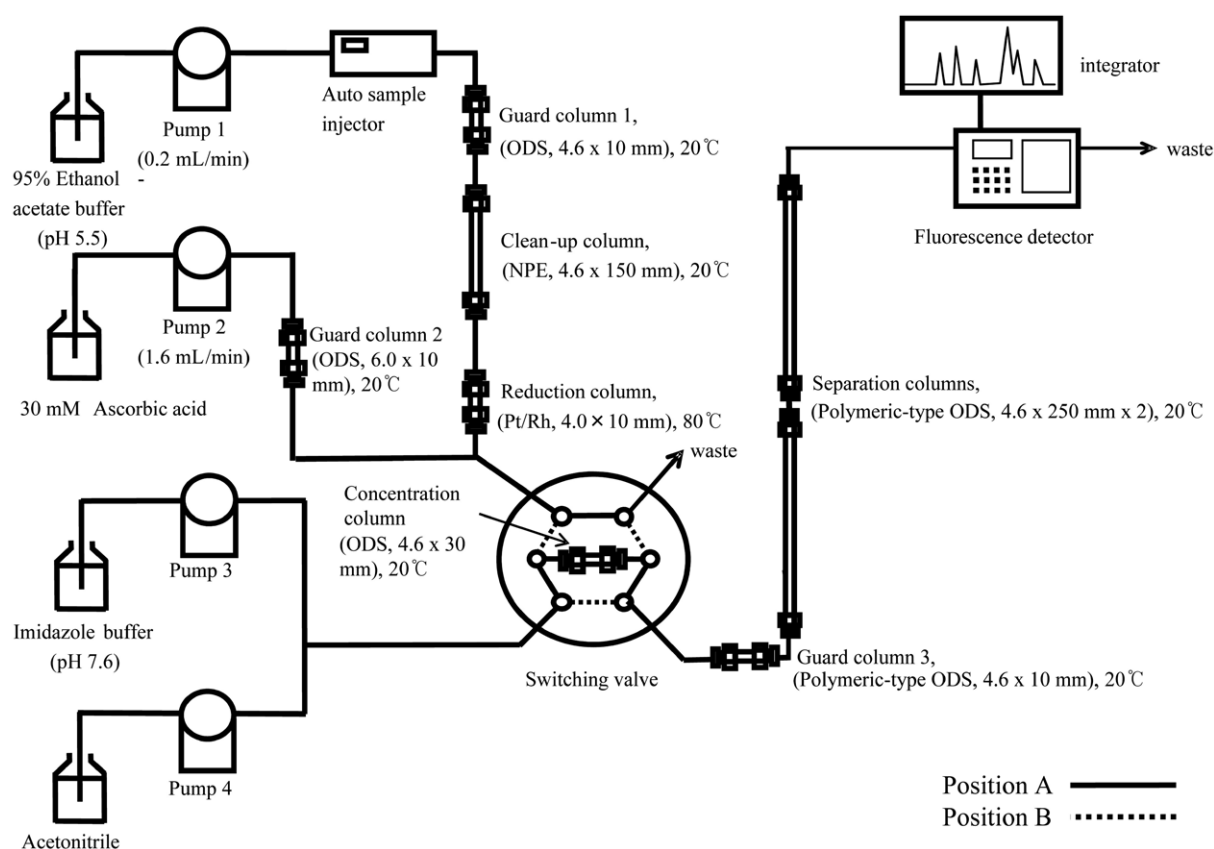 Pump 1
(0.2 mL/min)
95% Ethanol -
acetate buffer
(pH 5.5)
Auto sample
injector
Guard column 1,
(ODS, 4.6 x 10 mm), 20℃
Clean-up column,
(NPE, 4.6 x 150 mm), 20℃
Reduction column,
(Pt/Rh, 4.0 × 10 mm), 80℃
Pump 2
(1.6 mL/min)
30 mM Ascorbic acid
Guard column 2
(ODS, 6.0 x 10
mm), 20℃
waste
Concentration
column
(ODS, 4.6 x 30
mm), 20℃
Switching valve
Pump 3
Imidazole buffer
(pH 7.6)
Pump 4
Acetonitrile
integrator
waste
Fluorescence detector
Separation columns,
(Polymeric-type ODS, 4.6 x 250 mm x 2), 20℃
Guard column 3,
(Polymeric-type ODS, 4.6 x 10 mm), 20℃
Position A
Position B